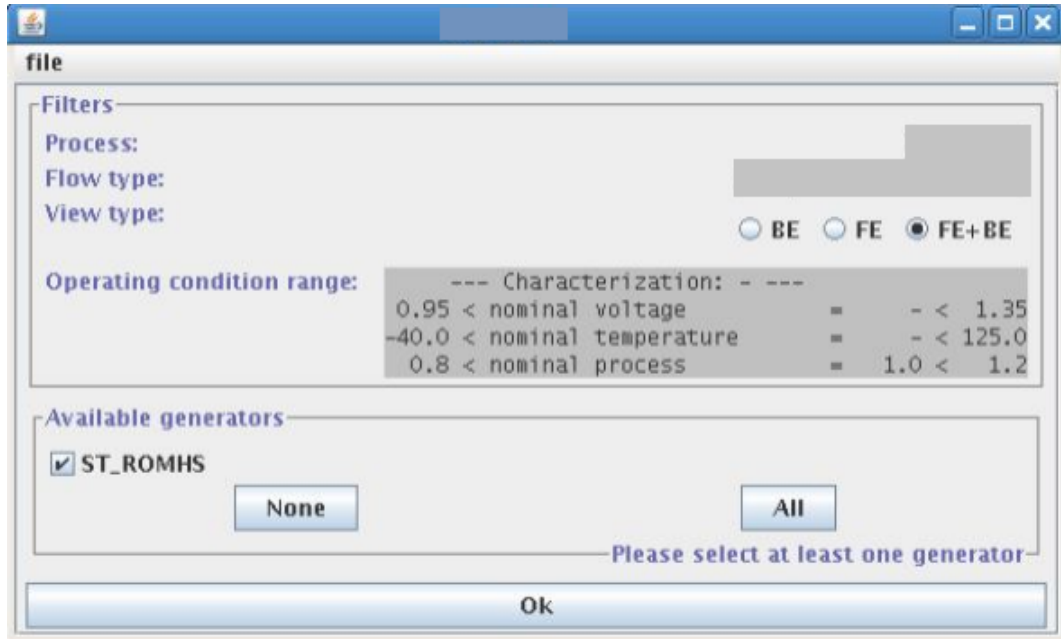 file
Filters
Process:
Flow type:
View type:
BE FE FE+BE
Operating condition range: --- Characterization: - ---
0.95 < nominal voltage = - < 1.35
-40.0 < nominal temperature = - < 125.0
0.8 < nominal process = 1.0 < 1.2
Available generators
ST_ROMHS
None All
Please select at least one generator
Ok